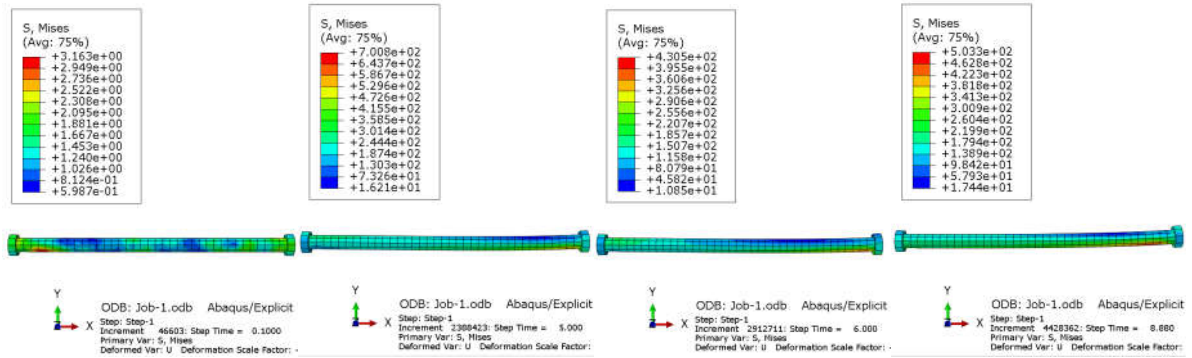 S, Mises
(Avg: 75%)
+3.163e+00
+2.949e+00
+2.736e+00
+2.522e+00
+2.308e+00
+2.095e+00
+1.881e+00
+1.667e+00
+1.453e+00
+1.240e+00
+1.026e+00
+8.124e-01
+5.987e-01
Y
Z
X
ODB: Job-1.odb Abaqus/Explicit
Step: Step-1
Increment 46603: Step Time = 0.1000
Primary Var: S, Mises
Deformed Var: U Deformation Scale Factor: -
S, Mises
(Avg: 75%)
+7.008e+02
+6.437e+02
+5.867e+02
+5.296e+02
+4.726e+02
+4.155e+02
+3.585e+02
+3.014e+02
+2.444e+02
+1.874e+02
+1.303e+02
+7.326e+01
+1.621e+01
Y
Z
X
ODB: Job-1.odb Abaqus/Explicit
Step: Step-1
Increment 2388423: Step Time = 5.000
Primary Var: S, Mises
Deformed Var: U Deformation Scale Factor:
S, Mises
(Avg: 75%)
+4.305e+02
+3.955e+02
+3.606e+02
+3.256e+02
+2.906e+02
+2.556e+02
+2.207e+02
+1.857e+02
+1.507e+02
+1.158e+02
+8.079e+01
+4.582e+01
+1.085e+01
Y
Z
X
ODB: Job-1.odb Abaqus/Explicit
Step: Step-1
Increment 2912711: Step Time = 6.000
Primary Var: S, Mises
Deformed Var: U Deformation Scale Factor:
S, Mises
(Avg: 75%)
+5.033e+02
+4.628e+02
+4.223e+02
+3.818e+02
+3.413e+02
+3.009e+02
+2.604e+02
+2.199e+02
+1.794e+02
+1.389e+02
+9.842e+01
+5.793e+01
+1.744e+01
Y
Z
X
ODB: Job-1.odb Abaqus/Explicit
Step: Step-1
Increment 4428362: Step Time = 8.880
Primary Var: S, Mises
Deformed Var: U Deformation Scale Factor: